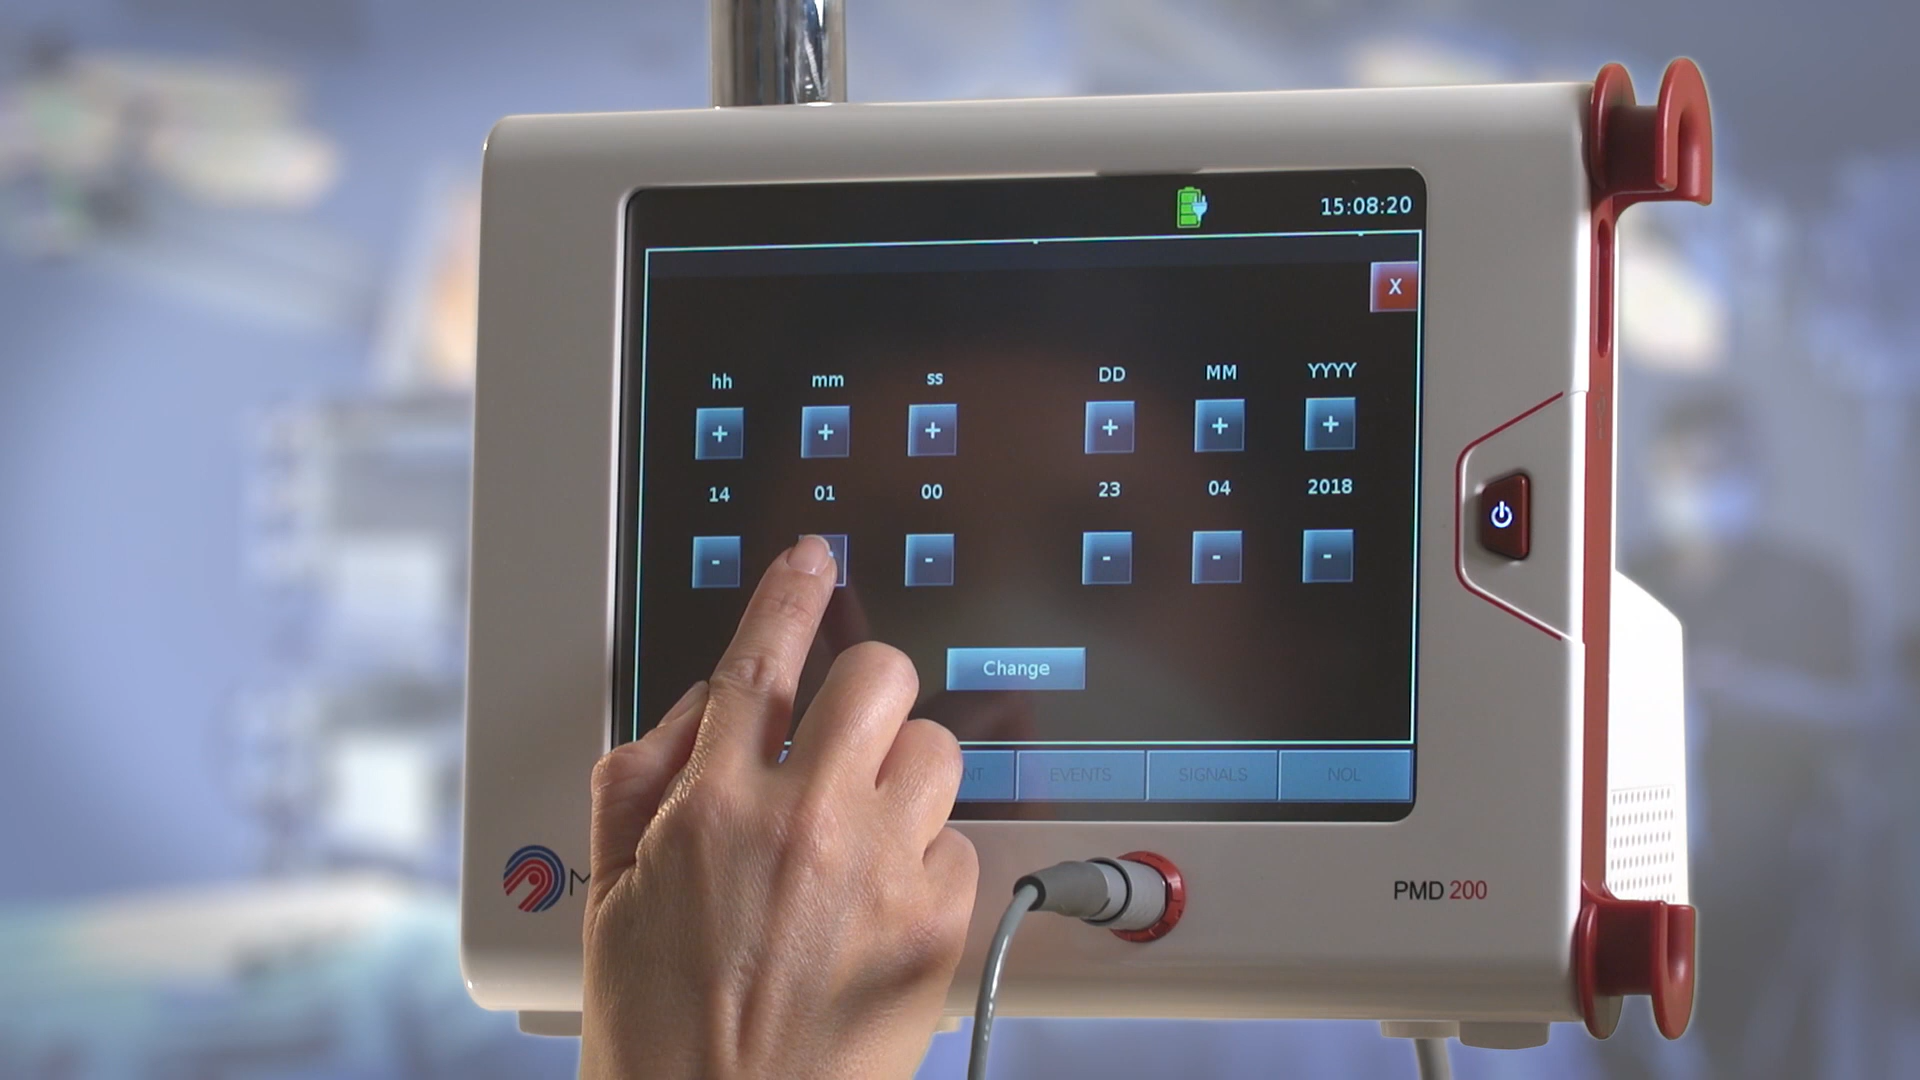 15:08:20
X
hh mm ss DD MM YYYY
+ + + + + +
14 01 00 23 04 2018
- - - - -
Change
EVENTS SIGNALS NOL
PMD 200